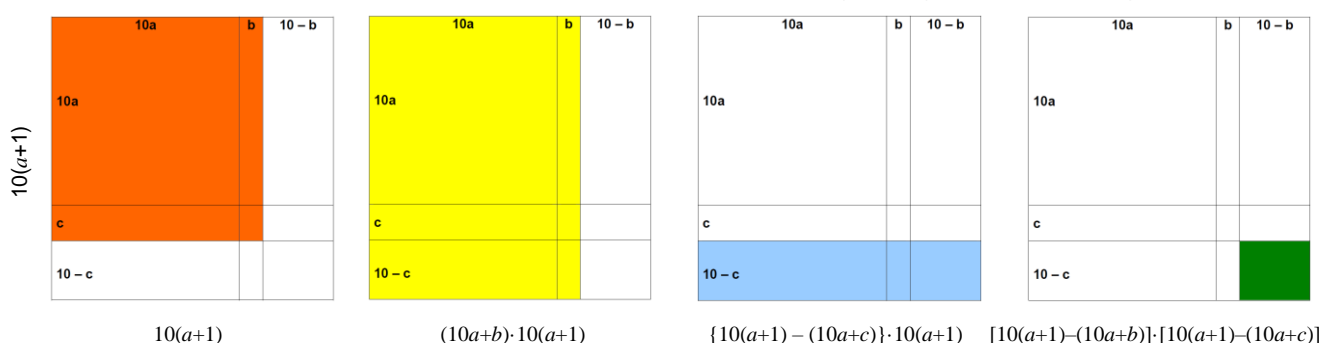 10a b 10 – b
10a
c
10 – c
10(a+1)
10(a+1)
10a b 10 – b
10a
c
10 – c
(10a+b)·10(a+1)
10a b 10 – b
10a
c
10 – c
{10(a+1) – (10a+c)}·10(a+1)
10a b 10 – b
10a
c
10 – c
[10(a+1)–(10a+b)]·[10(a+1)–(10a+c)]